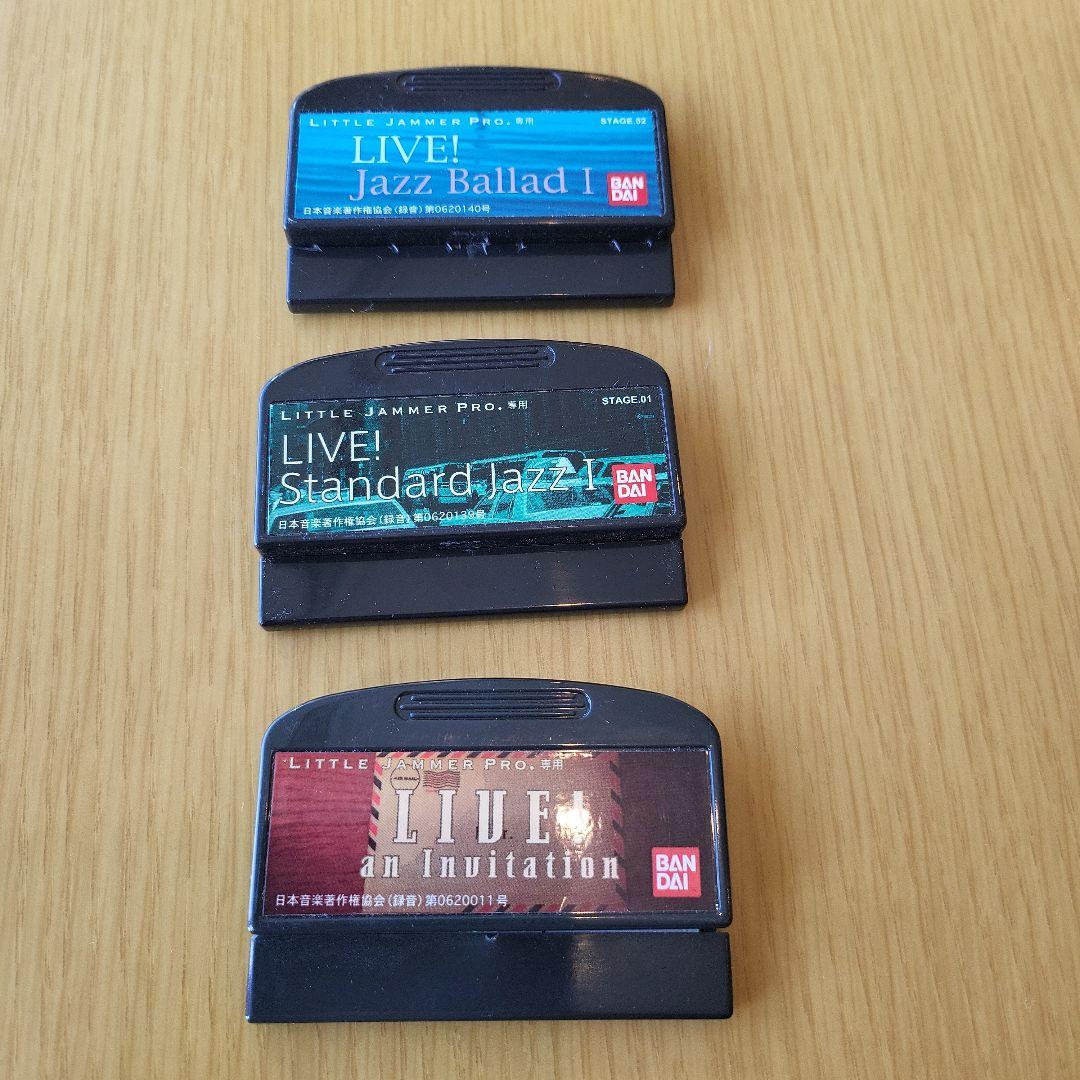 LITTLE JAMMER PRO. 専用 STAGE.02
LIVE!
Jazz Ballad I
BAN
DAI
日本音楽著作権協会(録音)第0620140号
LITTLE JAMMER PRO. 専用 STAGE.01
LIVE!
Standard Jazz I
BAN
DAI
日本音楽著作権協会(録音)第0620139号
LITTLE JAMMER PRO. 専用
LIVE!
an Invitation
BAN
DAI
日本音楽著作権協会(録音)第0620011号